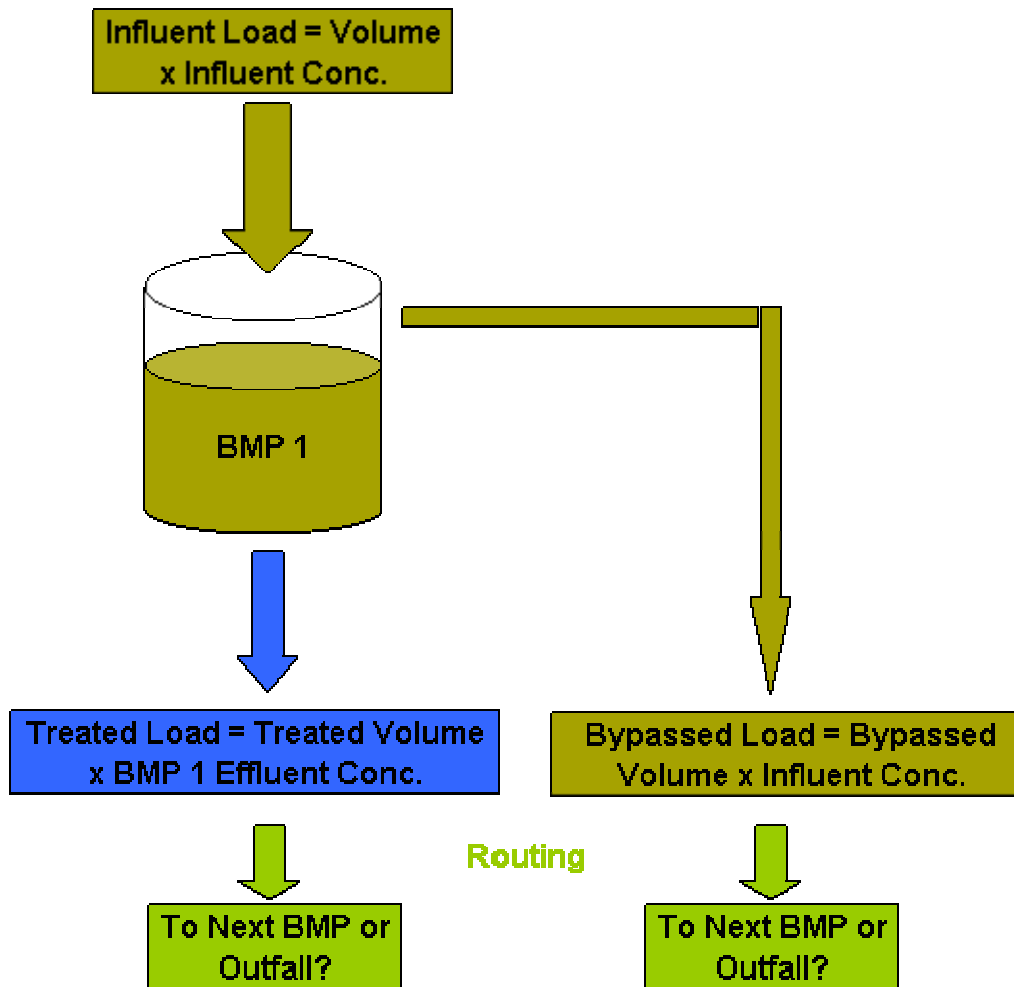 Influent Load = Volume
x Influent Conc.
BMP 1
Treated Load = Treated Volume
x BMP 1 Effluent Conc.
Bypassed Load = Bypassed
Volume x Influent Conc.
Routing
To Next BMP or
Outfall?
To Next BMP or
Outfall?